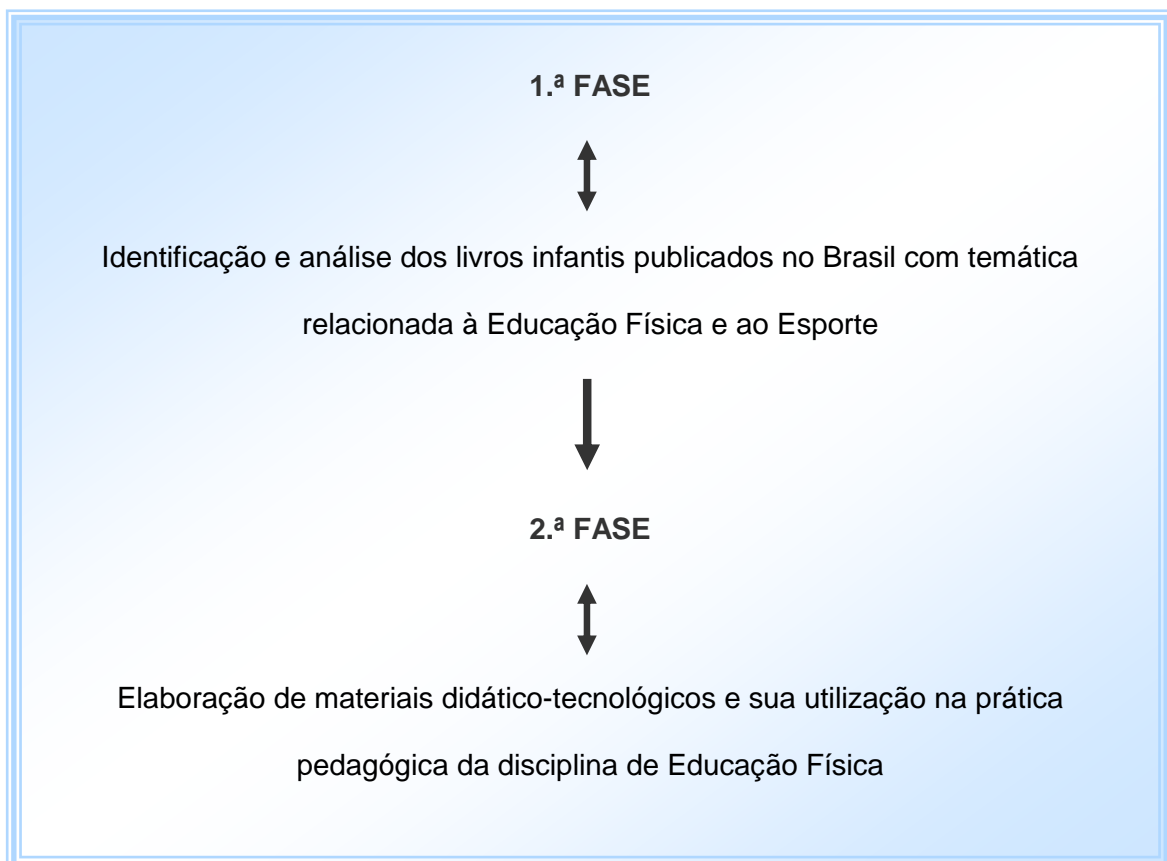 1.ª FASE
Identificação e análise dos livros infantis publicados no Brasil com temática
relacionada à Educação Física e ao Esporte
2.ª FASE
Elaboração de materiais didático-tecnológicos e sua utilização na prática
pedagógica da disciplina de Educação Física